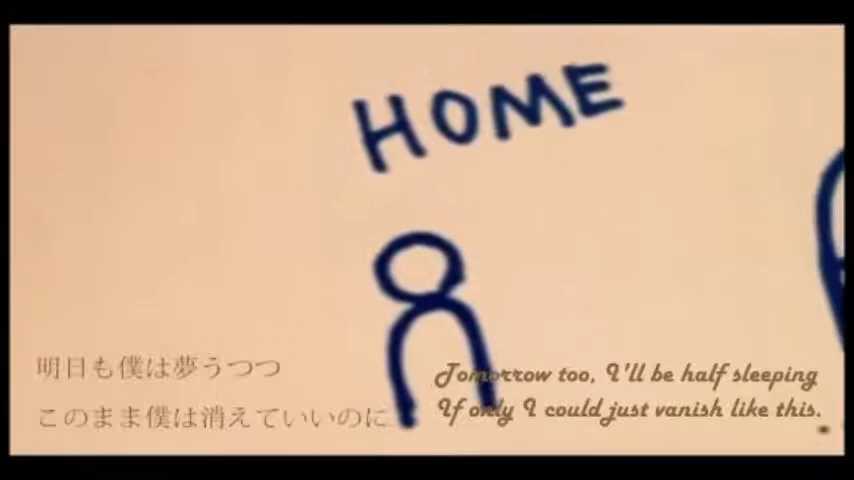 HOME
明日も僕は夢うつつ
このまま僕は消えていいのに
Tomorrow too, I'll be half sleeping
If only I could just vanish like this.